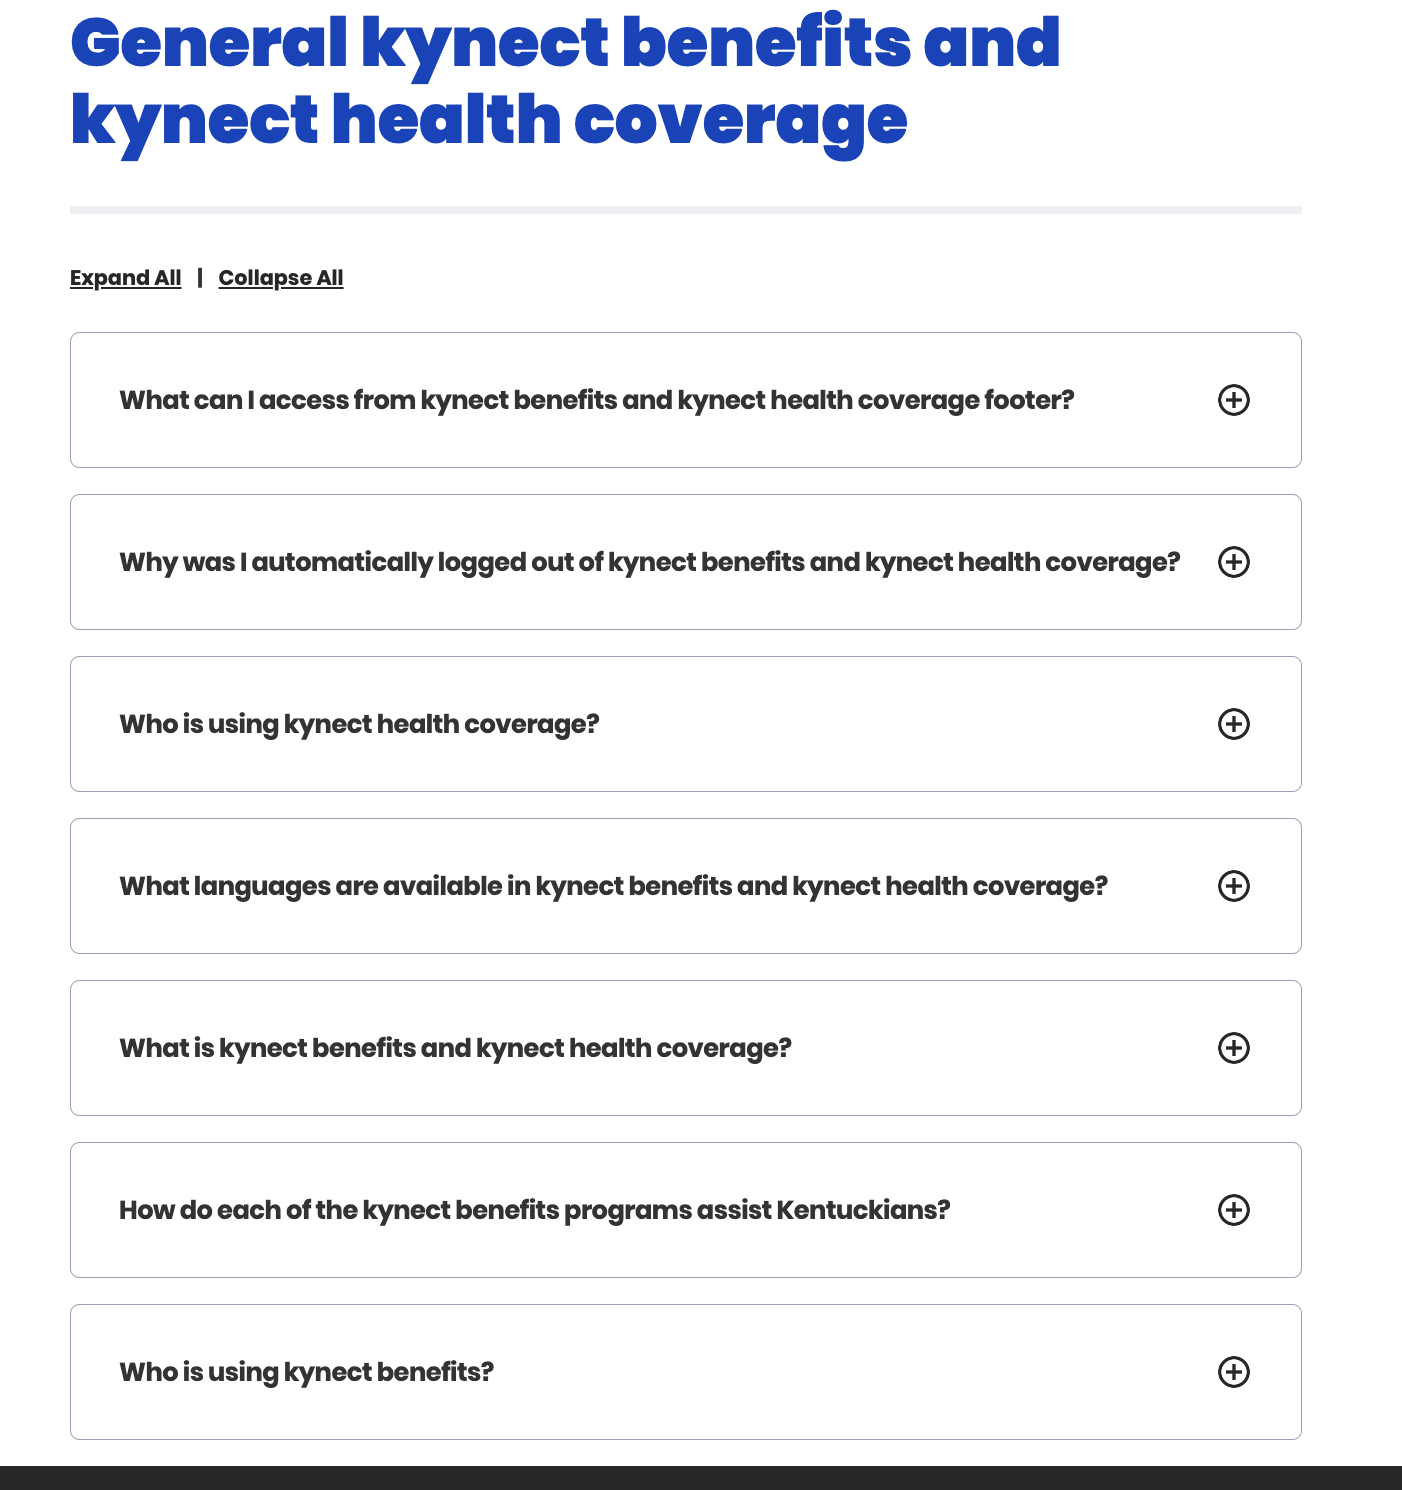 General kynect benefits and
kynect health coverage
Expand All | Collapse All
What can I access from kynect benefits and kynect health coverage footer?
Why was I automatically logged out of kynect benefits and kynect health coverage?
Who is using kynect health coverage?
What languages are available in kynect benefits and kynect health coverage?
What is kynect benefits and kynect health coverage?
How do each of the kynect benefits programs assist Kentuckians?
Who is using kynect benefits?